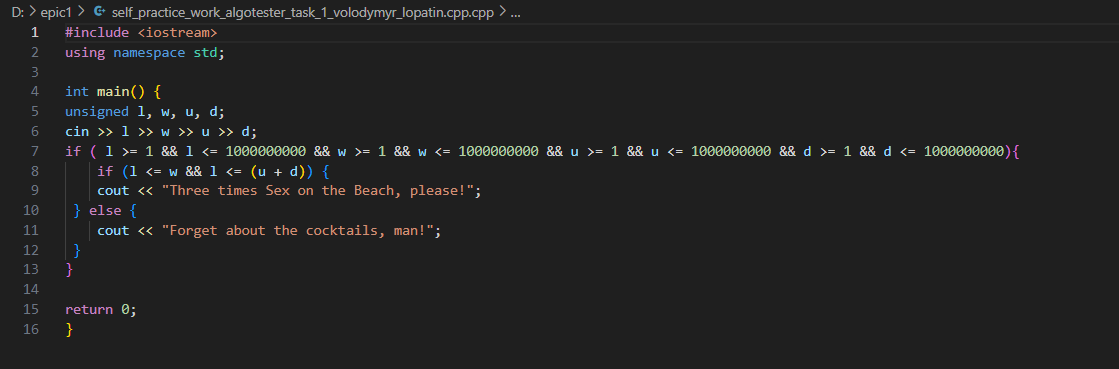 D: > epic1 > self_practice_work_algotester_task_1_volodymyr_lopatin.cpp.cpp > ...
1 #include <iostream>
2 using namespace std;
3
4 int main() {
5 unsigned l, w, u, d;
6 cin >> l >> w >> u >> d;
7 if ( l >= 1 && l <= 1000000000 && w >= 1 && w <= 1000000000 && u >= 1 && u <= 1000000000 && d >= 1 && d <= 1000000000){
8     if (l <= w && l <= (u + d)) {
9     cout << "Three times Sex on the Beach, please!";
10  } else {
11     cout << "Forget about the cocktails, man!";
12  }
13 }
14
15 return 0;
16 }